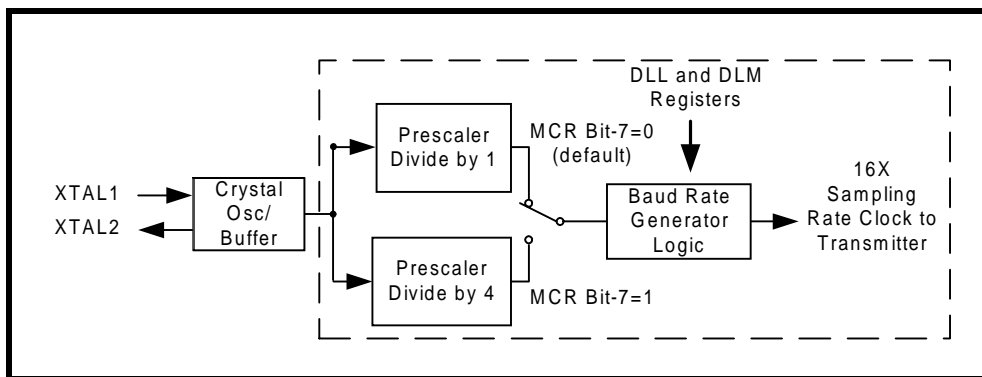 DLL and DLM
Registers
Prescaler
Divide by 1
MCR Bit-7=0
(default)
XTAL1
XTAL2
Crystal
Osc/
Buffer
Baud Rate
Generator
Logic
16X
Sampling
Rate Clock to
Transmitter
Prescaler
Divide by 4
MCR Bit-7=1